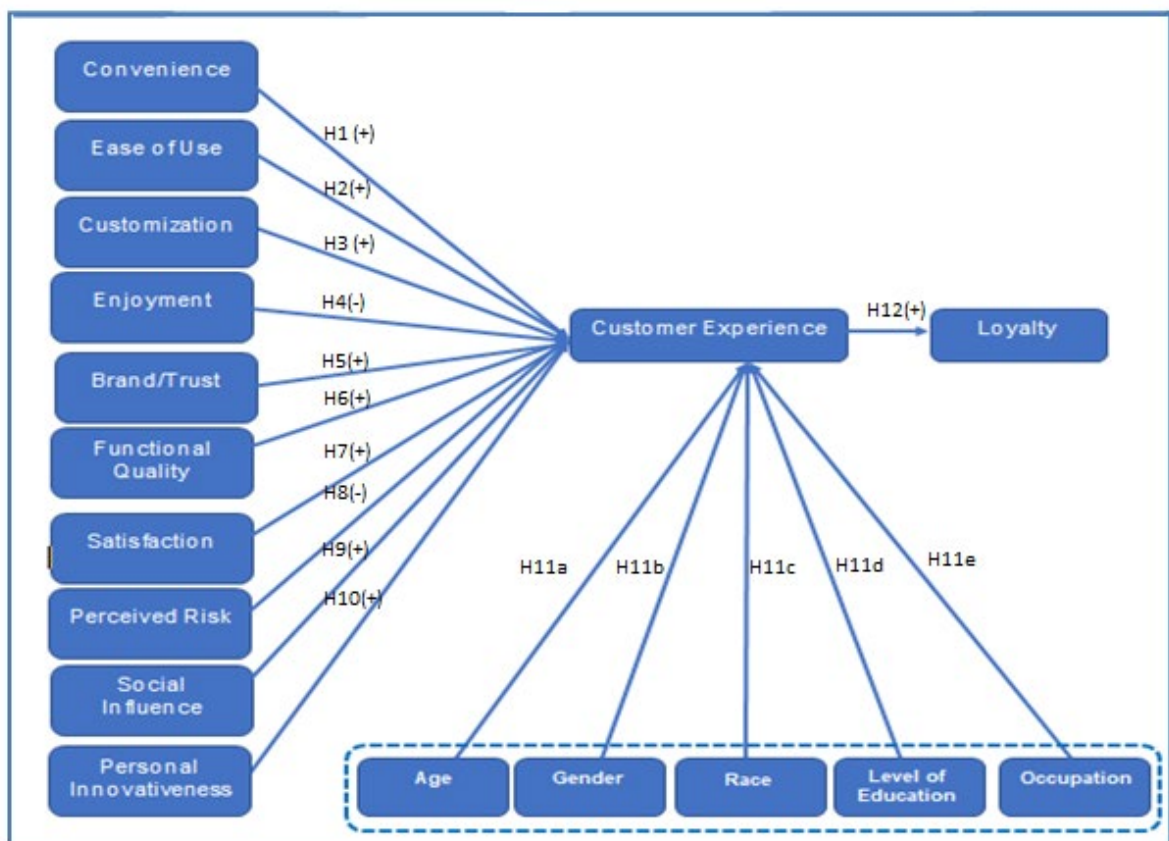 Convenience
H1 (+)
Ease of Use
H2(+)
Customization
H3 (+)
Enjoyment
H4(-)
Customer Experience
H12(+)
Loyalty
Brand/Trust
H5(+)
H6(+)
Functional
Quality
H7(+)
H8(-)
Satisfaction
H9(+)
H11a
H11b
H11c
H11d
H11e
Perceived Risk
H10(+)
Social
Influence
Personal
Innovativeness
Age
Gender
Race
Level of
Education
Occupation